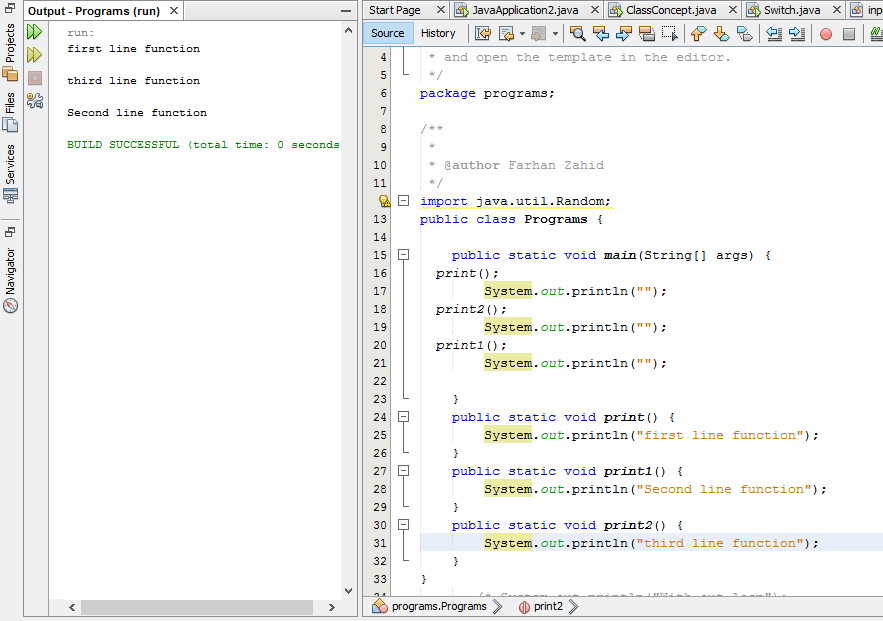 Output - Programs (run)
run:
first line function
third line function
Second line function
BUILD SUCCESSFUL (total time: 0 seconds
Projects
Files
Services
Navigator
Start Page
JavaApplication2.java
ClassConcept.java
Switch.java
inp
Source
History
4 * and open the template in the editor.
5 */
6 package programs;
7
8 /**
9 *
10 * @author Farhan Zahid
11 */
import java.util.Random;
13 public class Programs {
14
15 public static void main(String[] args) {
16 print();
17 System.out.println("");
18 print2();
19 System.out.println("");
20 print1();
21 System.out.println("");
22
23 }
24 public static void print() {
25 System.out.println("first line function");
26 }
27 public static void print1() {
28 System.out.println("Second line function");
29 }
30 public static void print2() {
31 System.out.println("third line function");
32 }
33 }
programs.Programs
print2